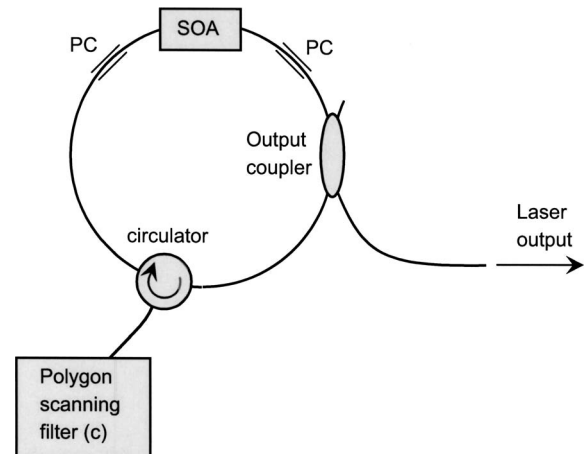 SOA
PC
PC
Output
coupler
Laser
output
circulator
Polygon
scanning
filter (c)